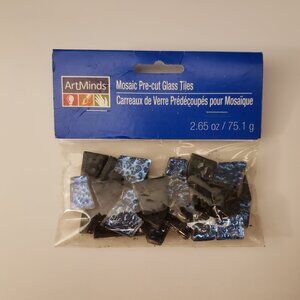 ArtMinds
Mosaic Pre-cut Glass Tiles
Carreaux de Verre Prédécoupés pour Mosaïque
2.65 oz / 75.1 g